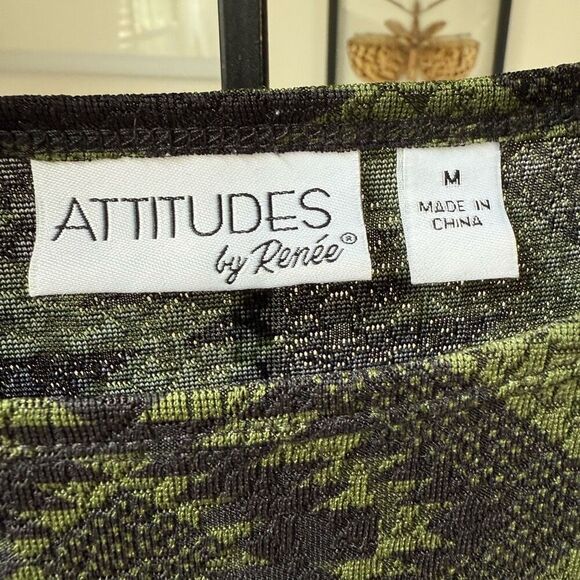 ATTITUDES
by Renée®
M
MADE IN
CHINA